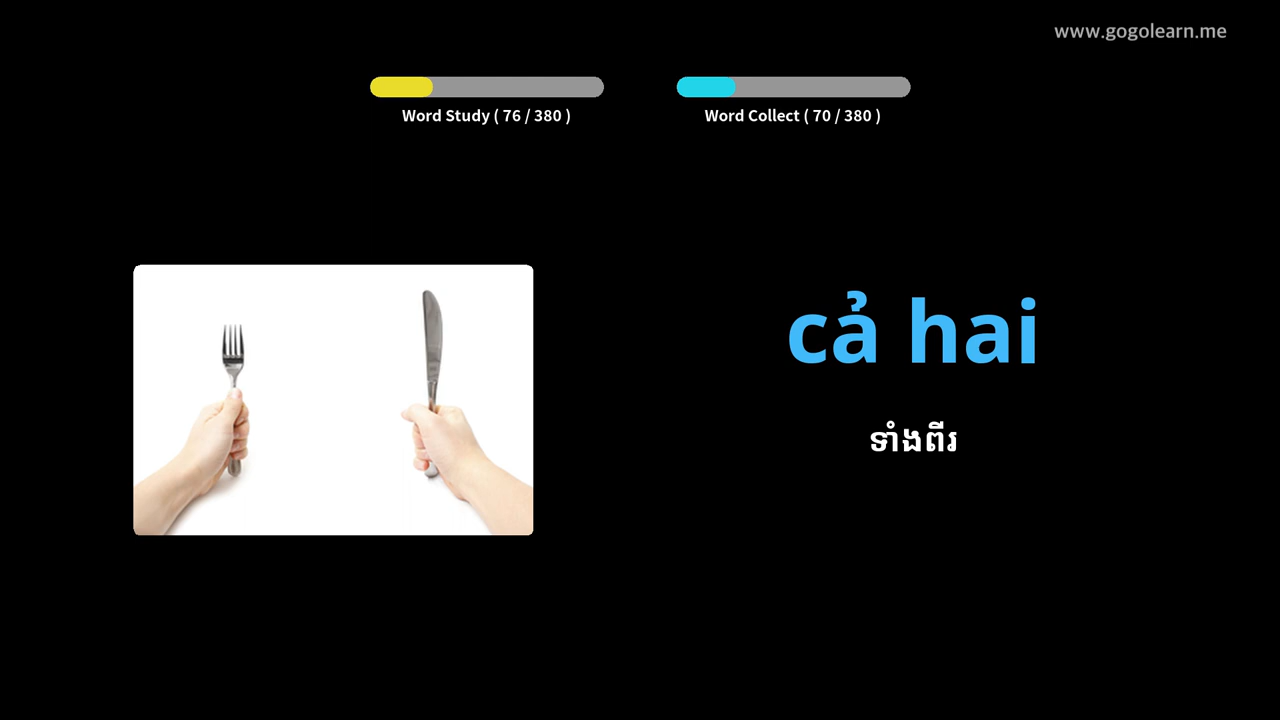 www.gogolearn.me
Word Study ( 76 / 380 )
Word Collect ( 70 / 380 )
cả hai
ទាំងពីរ